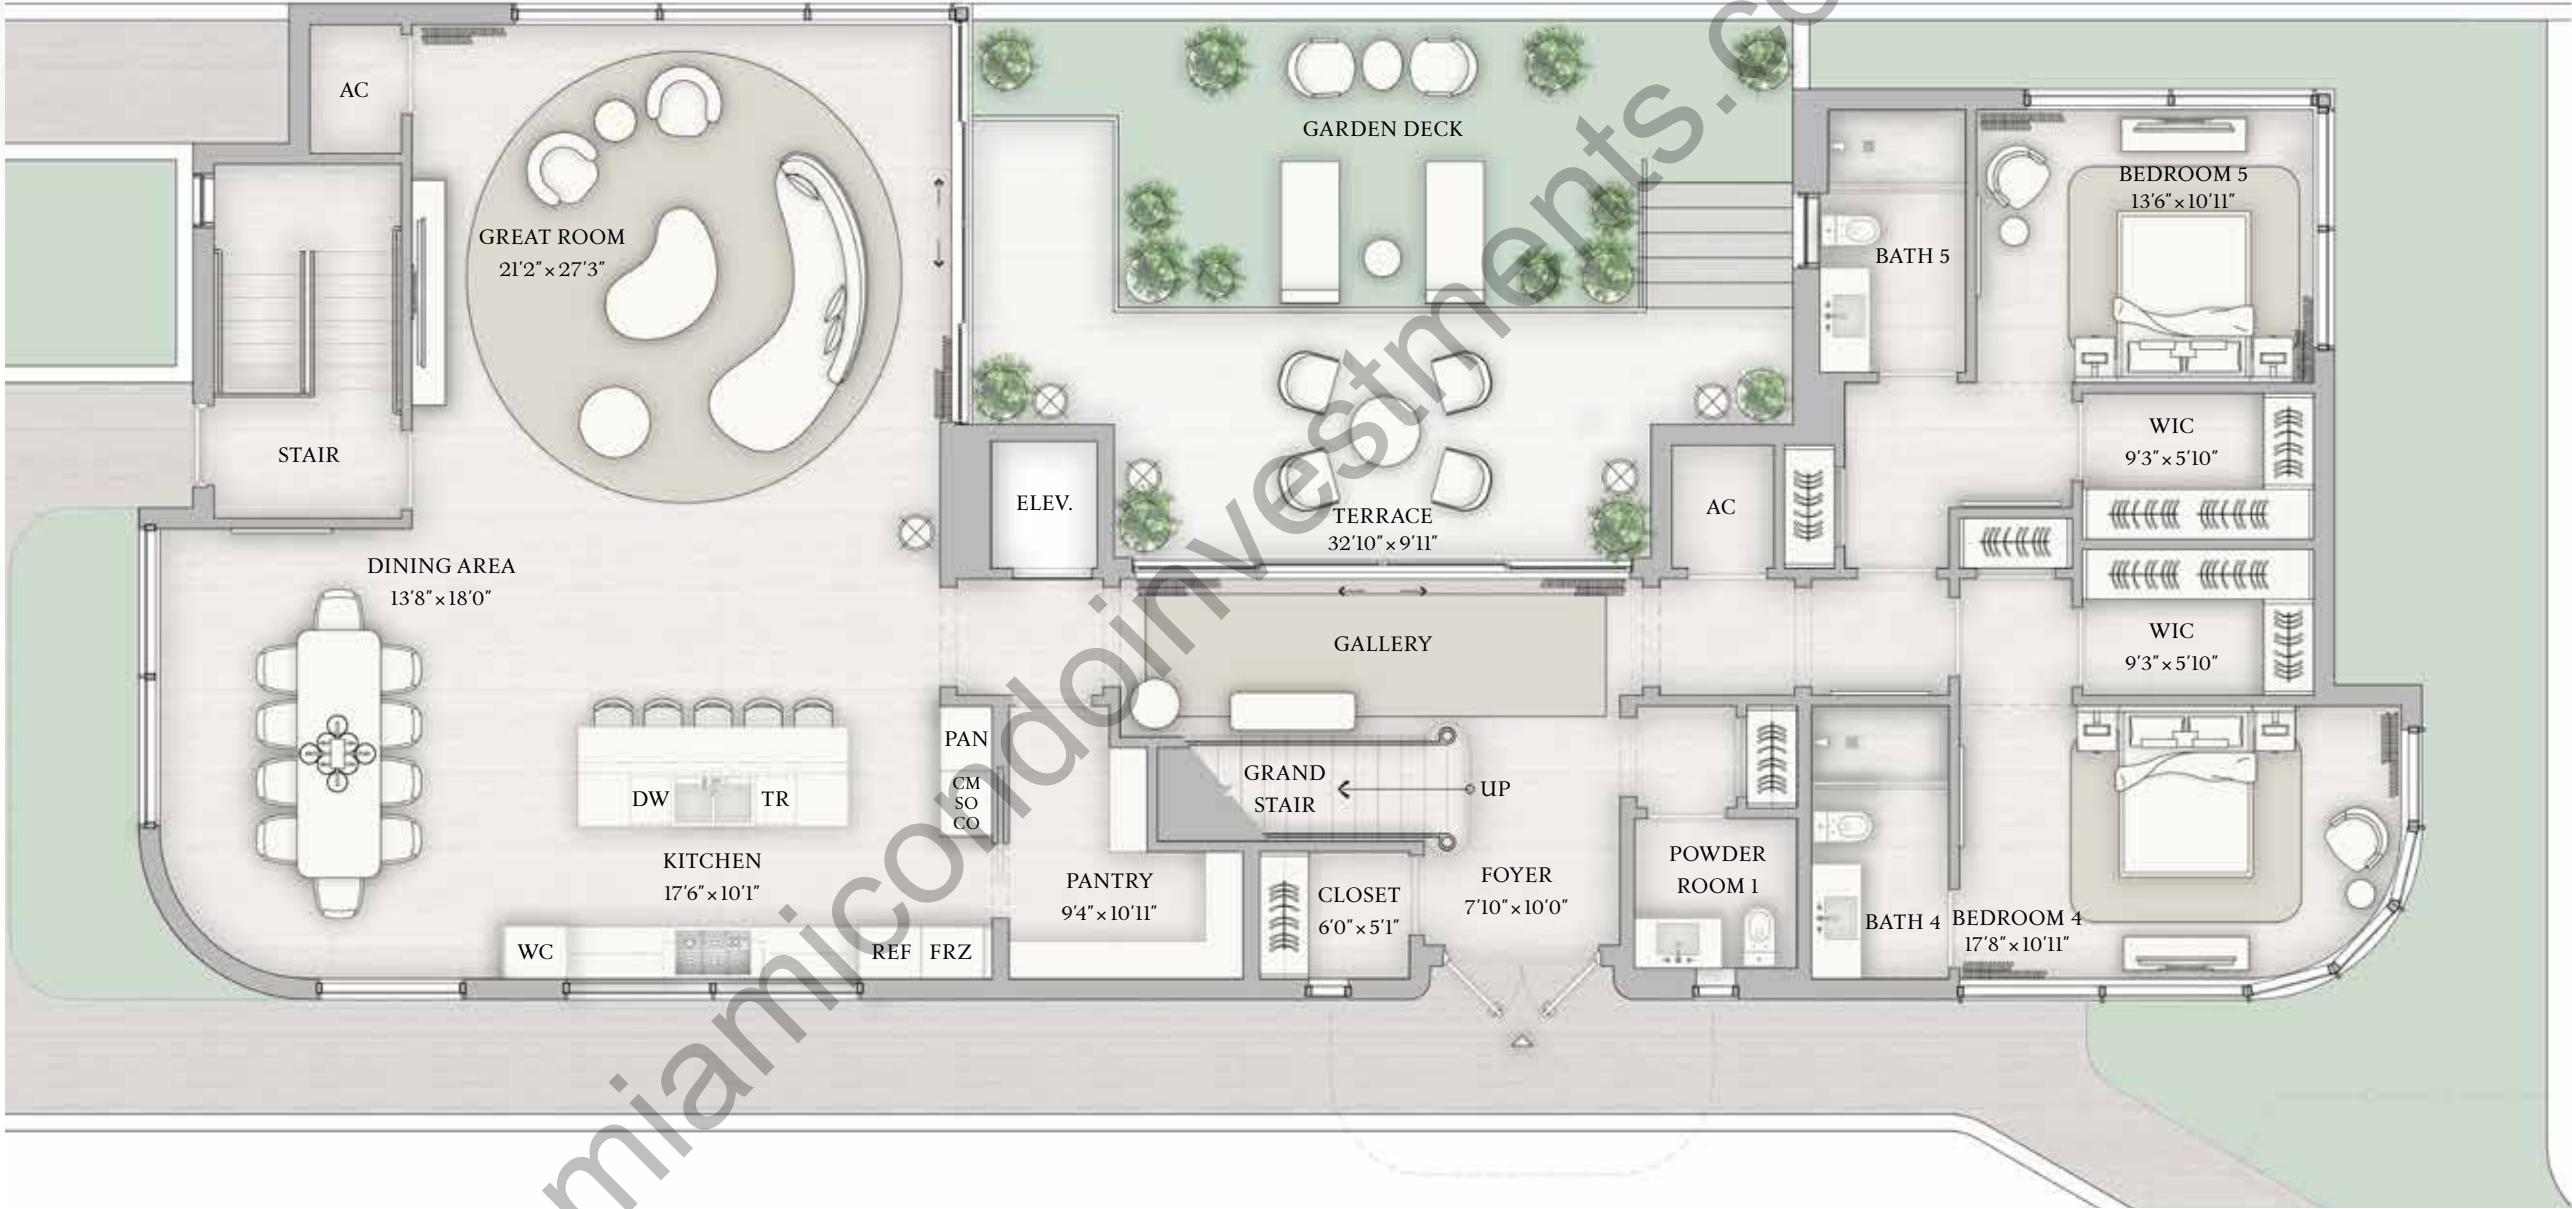 AC
GARDEN DECK
BEDROOM 5
13'6"×10'11"
GREAT ROOM
21'2"×27'3"
BATH 5
STAIR
ELEV.
TERRACE
32'10"×9'11"
AC
WIC
9'3"×5'10"
DINING AREA
13'8"×18'0"
GALLERY
WIC
9'3"×5'10"
PAN
CM
SO
CO
DW
TR
GRAND
STAIR
UP
KITCHEN
17'6"×10'1"
PANTRY
9'4"×10'11"
CLOSET
6'0"×5'1"
FOYER
7'10"×10'0"
POWDER
ROOM 1
BATH 4
BEDROOM 4
17'8"×10'11"
WC
REF
FRZ
miamicondoinvestments.co